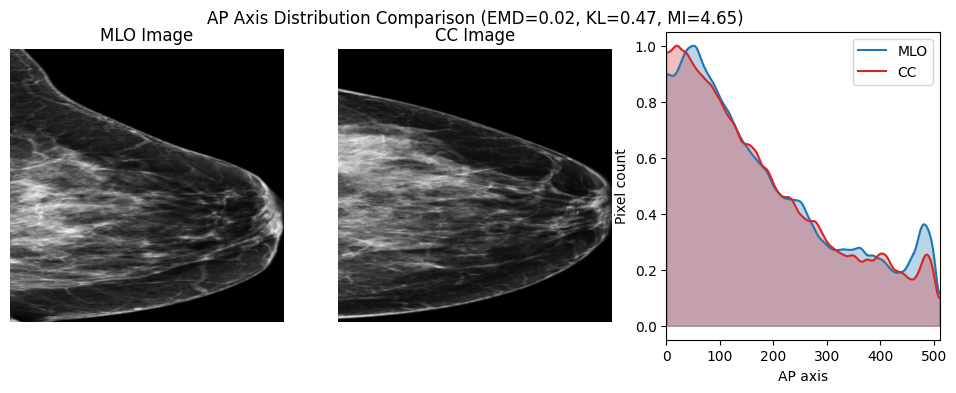 AP Axis Distribution Comparison (EMD=0.02, KL=0.47, MI=4.65)
MLO Image
CC Image
MLO
CC
Pixel count
1.0
0.8
0.6
0.4
0.2
0.0
0 100 200 300 400 500
AP axis